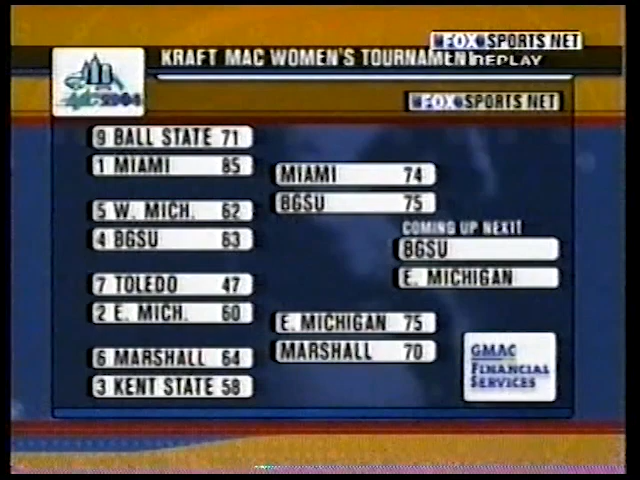 FOX SPORTS NET
KRAFT MAC WOMEN'S TOURNAMEN
REPLAY
2004
FOX SPORTS NET
9 BALL STATE 71
1 MIAMI 85
MIAMI 74
BGSU 75
5 W. MICH. 62
4 BGSU 63
COMING UP NEXT!
BGSU
E. MICHIGAN
7 TOLEDO 47
2 E. MICH. 60
E. MICHIGAN 75
MARSHALL 70
6 MARSHALL 64
3 KENT STATE 58
GMAC
FINANCIAL
SERVICES